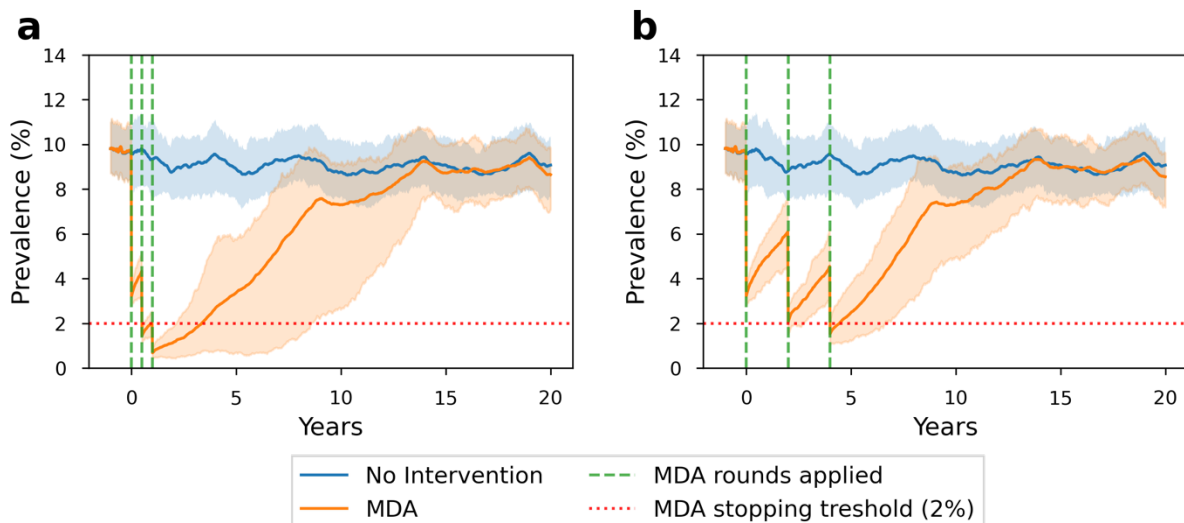 a
b
14
12
10
8
6
4
2
0
Prevalence (%)
0 5 10 15 20
Years
14
12
10
8
6
4
2
0
Prevalence (%)
0 5 10 15 20
Years
No Intervention
MDA
MDA rounds applied
MDA stopping treshold (2%)